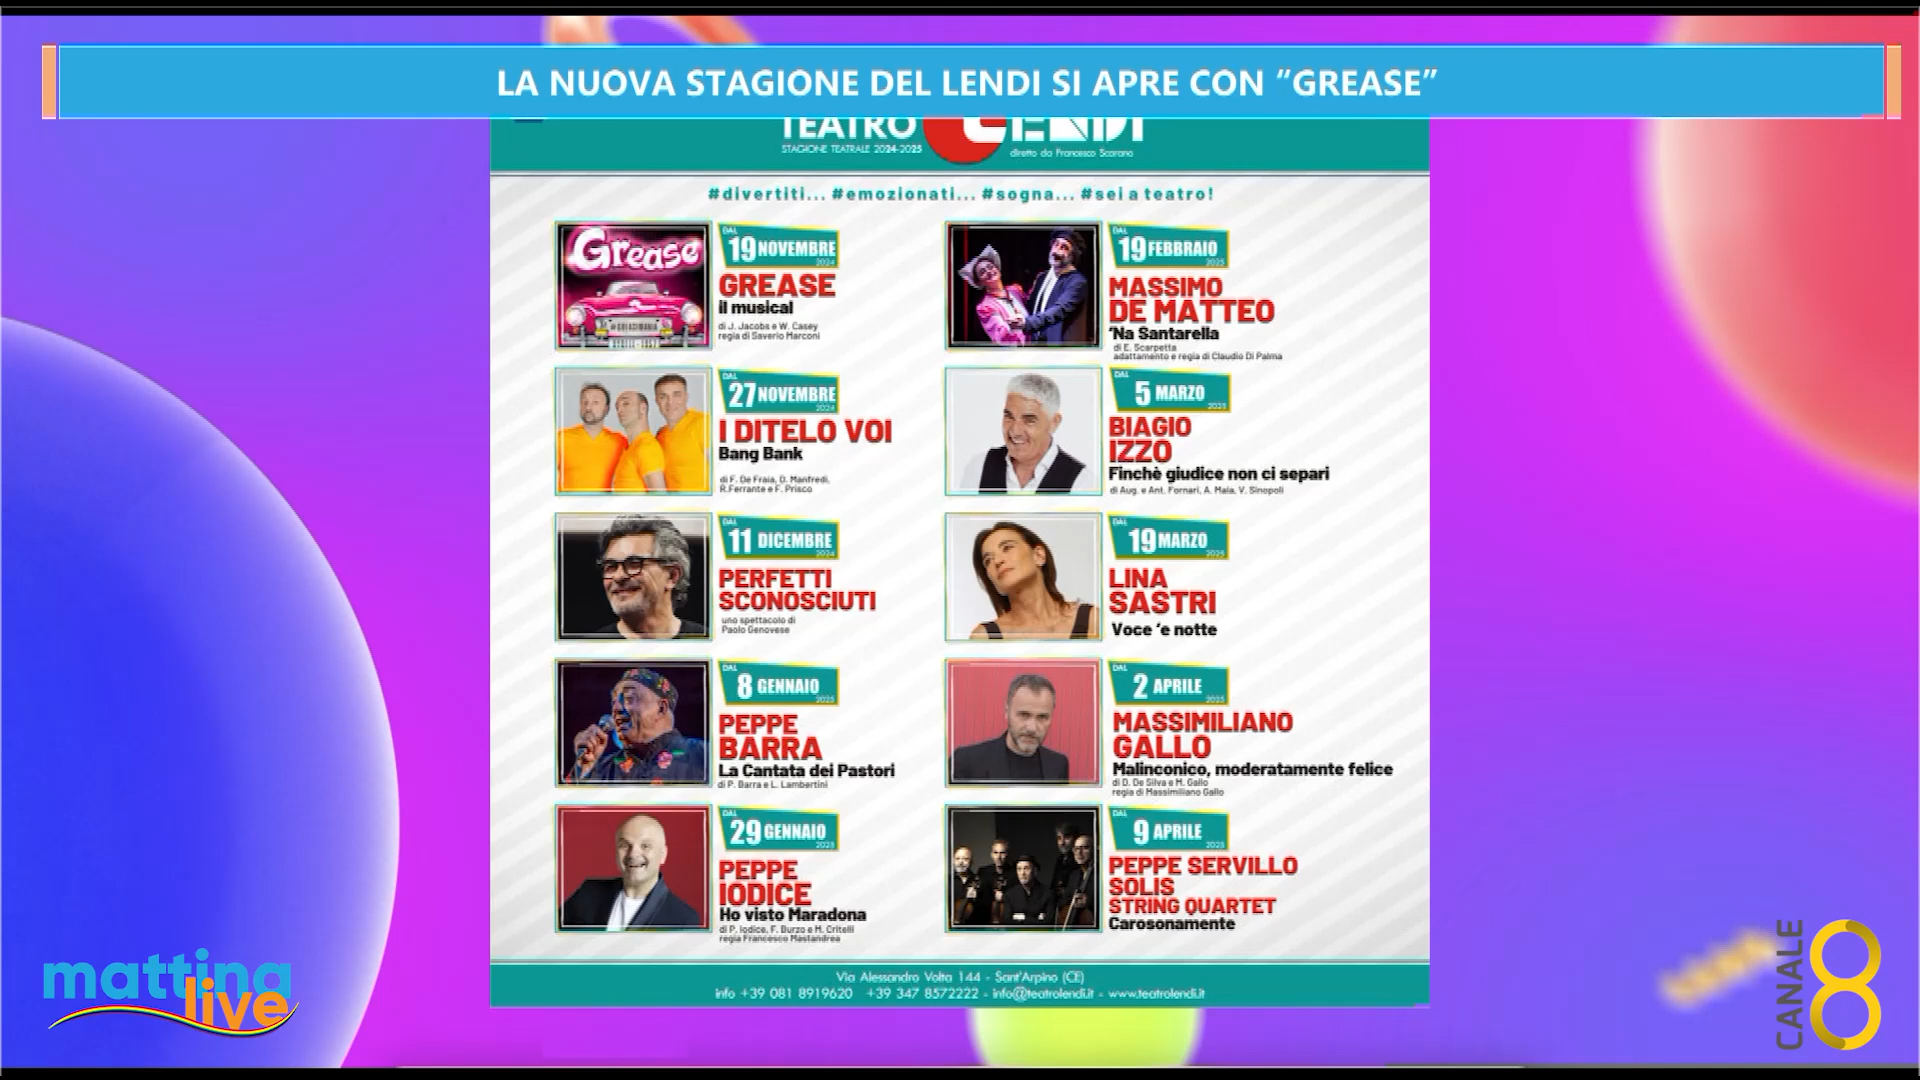 LA NUOVA STAGIONE DEL LENDI SI APRE CON "GREASE"
TEATRO LENDI
STAGIONE TEATRALE 2024-2025
diretto da Francesco Scarano
#divertiti... #emozionati... #sogna... #sei a teatro!
Grease
DAL
19 NOVEMBRE
2024
GREASE
il musical
di J. Jacobs e W. Casey
regia di Saverio Marconi
DAL
27 NOVEMBRE
2024
I DITELO VOI
Bang Bank
di F. De Fraia, D. Manfredi,
R.Ferrante e F. Prisco
DAL
11 DICEMBRE
2024
PERFETTI
SCONOSCIUTI
uno spettacolo di
Paolo Genovese
DAL
8 GENNAIO
2025
PEPPE
BARRA
La Cantata dei Pastori
di P. Barra e L. Lambertini
DAL
29 GENNAIO
2025
PEPPE
IODICE
Ho visto Maradona
di P. Iodice, F. Burzo e M. Critelli
regia Francesco Mastandrea
DAL
19 FEBBRAIO
2025
MASSIMO
DE MATTEO
'Na Santarella
di E. Scarpetta
adattamento e regia di Claudio Di Palma
DAL
5 MARZO
2025
BIAGIO
IZZO
Finchè giudice non ci separi
di Aug. e Ant. Fornari, A. Maia, V. Sinopoli
DAL
19 MARZO
2025
LINA
SASTRI
Voce 'e notte
DAL
2 APRILE
2025
MASSIMILIANO
GALLO
Malinconico, moderatamente felice
di D. De Silva e M. Gallo
regia di Massimiliano Gallo
DAL
9 APRILE
2025
PEPPE SERVILLO
SOLIS
STRING QUARTET
Carosonamente
Via Alessandro Volta 144 - Sant'Arpino (CE)
info +39 081 8919620 +39 347 8572222 - info@teatrolendi.it - www.teatrolendi.it
mattina
live
CANALE 8